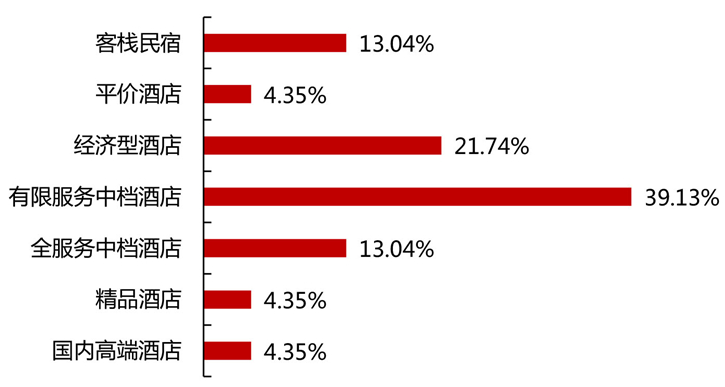 客栈民宿 13.04%
平价酒店 4.35%
经济型酒店 21.74%
有限服务中档酒店 39.13%
全服务中档酒店 13.04%
精品酒店 4.35%
国内高端酒店 4.35%